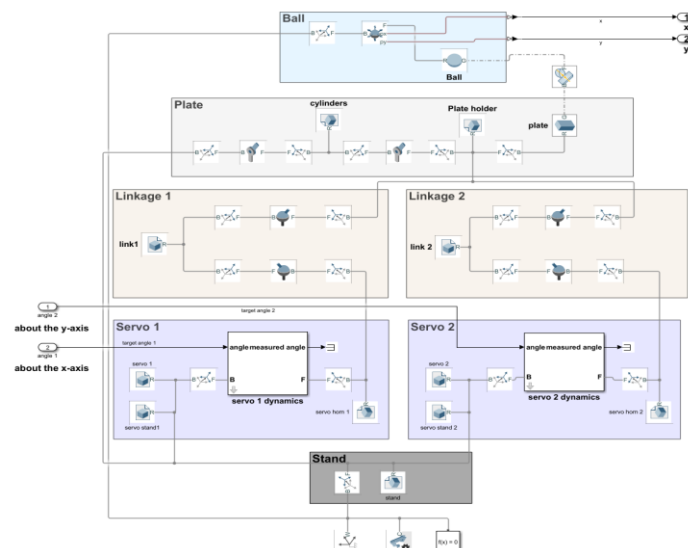 Ball
x
1
x
y
2
y
Ball
Plate
cylinders
Plate holder
plate
Linkage 1
link1
Linkage 2
link 2
1
angle 2
about the y-axis
target angle 2
2
angle 1
about the x-axis
Servo 1
target angle 1
servo 1
servo stand1
angle measured angle
B
F
servo 1 dynamics
servo horn 1
Servo 2
servo 2
servo stand 2
angle measured angle
B
F
servo 2 dynamics
servo horn 2
Stand
stand
f(x) = 0